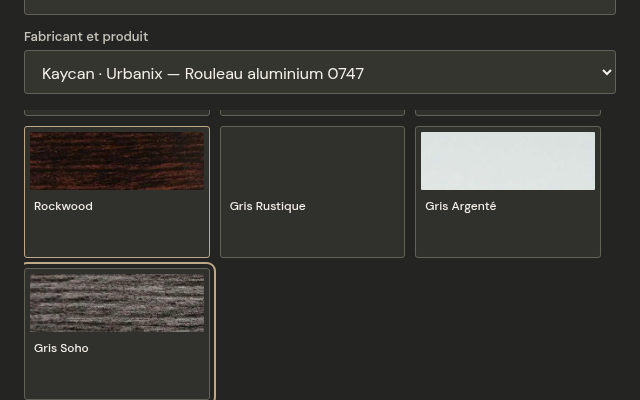 Fabricant et produit
Kaycan · Urbanix — Rouleau aluminium 0747
Rockwood
Gris Rustique
Gris Argenté
Gris Soho